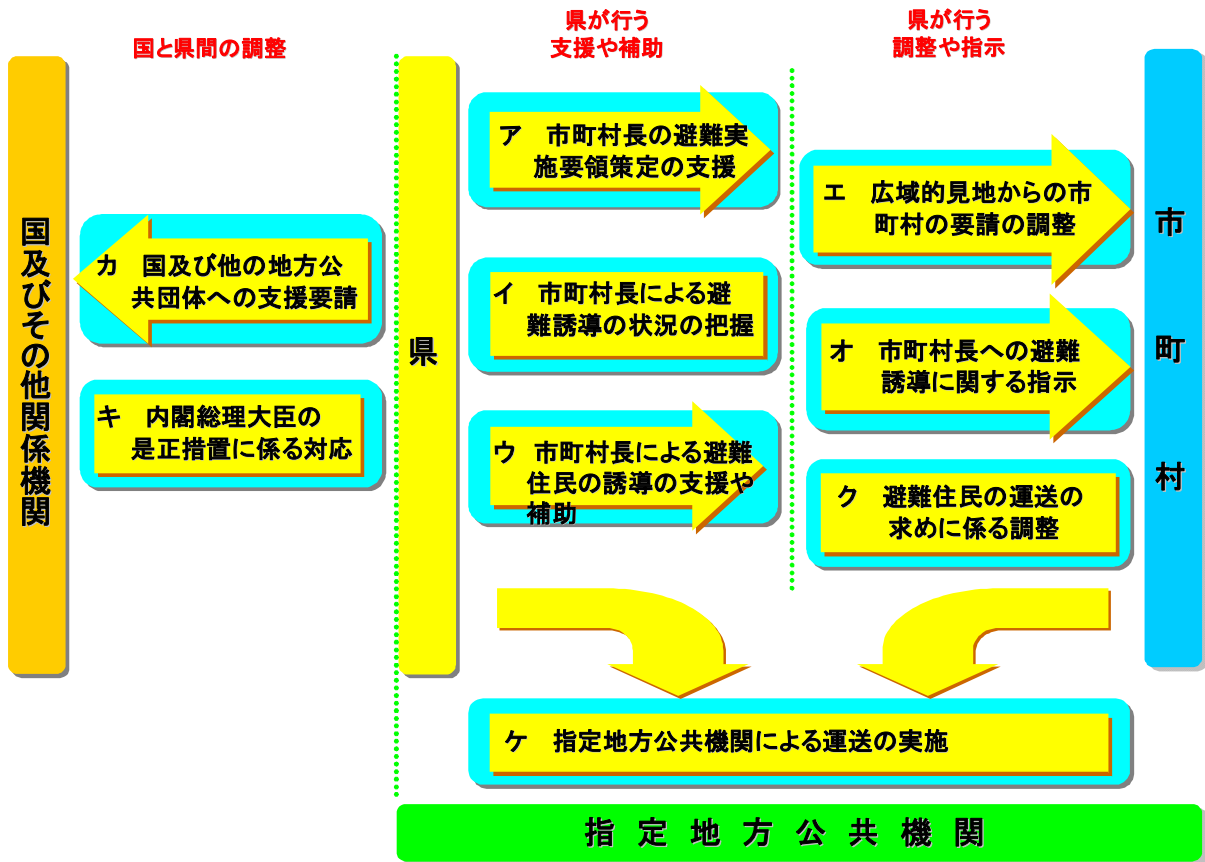 国と県間の調整
県が行う
支援や補助
県が行う
調整や指示
国及びその他関係機関
カ　国及び他の地方公
共団体への支援要請
キ　内閣総理大臣の
是正措置に係る対応
県
ア　市町村長の避難実
施要領策定の支援
イ　市町村長による避
難誘導の状況の把握
ウ　市町村長による避難
住民の誘導の支援や
補助
エ　広域的見地からの市
町村の要請の調整
オ　市町村長への避難
誘導に関する指示
ク　避難住民の運送の
求めに係る調整
市町村
ケ　指定地方公共機関による運送の実施
指定地方公共機関